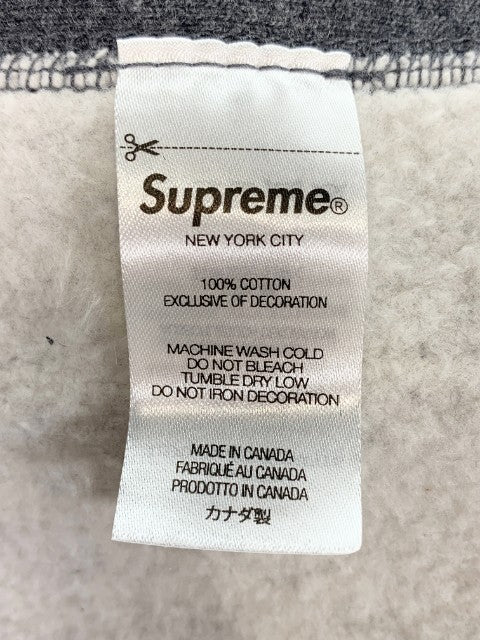 Supreme®
NEW YORK CITY
100% COTTON
EXCLUSIVE OF DECORATION
MACHINE WASH COLD
DO NOT BLEACH
TUMBLE DRY LOW
DO NOT IRON DECORATION
MADE IN CANADA
FABRIQUÉ AU CANADA
PRODOTTO IN CANADA
カナダ製